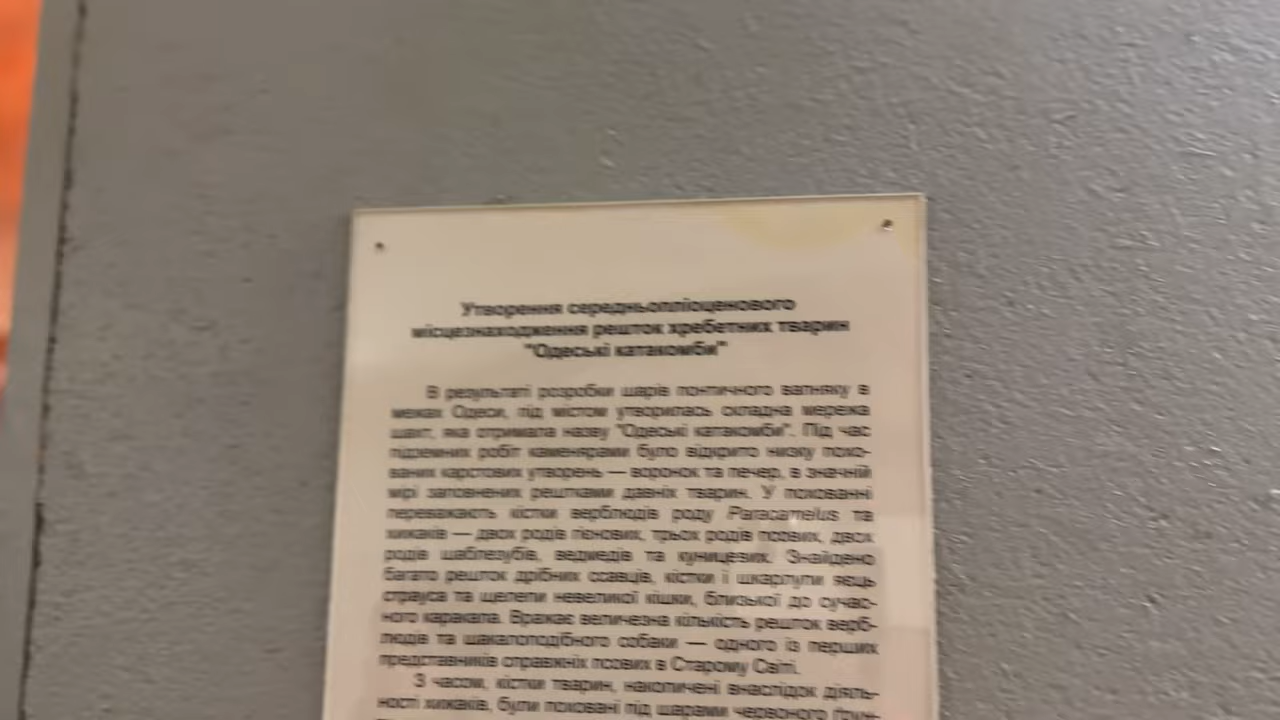 Утворення середньопліоценового
місцезнаходження решток хребетних тварин
"Одеські катакомби"
В результаті розробки шарів понтичного вапняку в
межах Одеси, під містом утворилась складна мережа
шахт, яка отримала назву "Одеські катакомби". Під час
підземних робіт каменярами було відкрито низку похо-
ваних карстових утворень — воронок та печер, в значній
мірі заповнених рештками давніх тварин. У похованні
переважають кістки верблюдів роду Paracamelus та
хижаків — двох родів гієнових, трьох родів псових, двох
родів шаблезубів, ведмедів та куницевих. Знайдено
багато решток дрібних ссавців, кістки і шкарлупи яєць
страуса та щелепи невеликої кішки, близької до сучас-
ного каракала. Вражає величезна кількість решток верб-
людів та шакалоподібного собаки — одного із перших
представників справжніх псових в Старому Світі.
З часом, кістки тварин, накопичені внаслідок діяль-
ності хижаків, були поховані під шарами червоного ґрун-